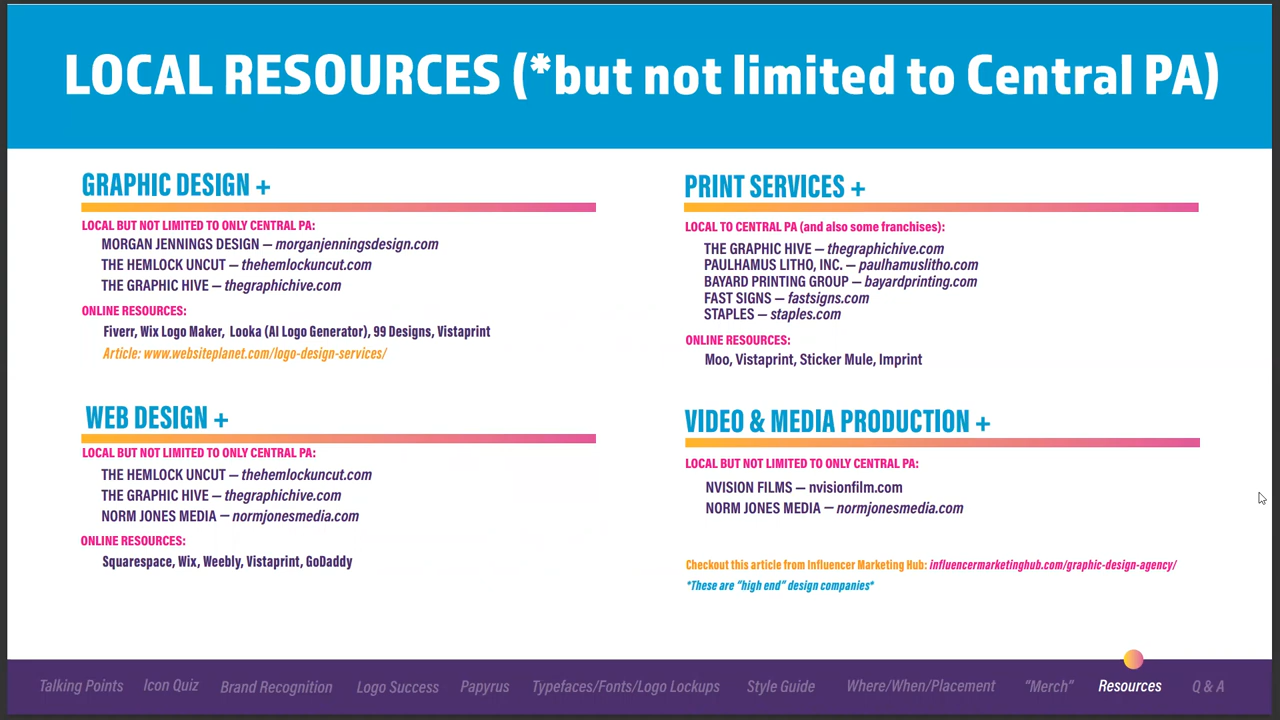 LOCAL RESOURCES (*but not limited to Central PA)
GRAPHIC DESIGN +
LOCAL BUT NOT LIMITED TO ONLY CENTRAL PA:
MORGAN JENNINGS DESIGN — morganjenningsdesign.com
THE HEMLOCK UNCUT — thehemlockuncut.com
THE GRAPHIC HIVE — thegraphichive.com
ONLINE RESOURCES:
Fiverr, Wix Logo Maker, Looka (AI Logo Generator), 99 Designs, Vistaprint
Article: www.websiteplanet.com/logo-design-services/
WEB DESIGN +
LOCAL BUT NOT LIMITED TO ONLY CENTRAL PA:
THE HEMLOCK UNCUT — thehemlockuncut.com
THE GRAPHIC HIVE — thegraphichive.com
NORM JONES MEDIA — normjonesmedia.com
ONLINE RESOURCES:
Squarespace, Wix, Weebly, Vistaprint, GoDaddy
PRINT SERVICES +
LOCAL TO CENTRAL PA (and also some franchises):
THE GRAPHIC HIVE — thegraphichive.com
PAULHAMUS LITHO, INC. — paulhamuslitho.com
BAYARD PRINTING GROUP — bayardprinting.com
FAST SIGNS — fastsigns.com
STAPLES — staples.com
ONLINE RESOURCES:
Moo, Vistaprint, Sticker Mule, Imprint
VIDEO & MEDIA PRODUCTION +
LOCAL BUT NOT LIMITED TO ONLY CENTRAL PA:
NVISION FILMS — nvisionfilm.com
NORM JONES MEDIA — normjonesmedia.com
Checkout this article from Influencer Marketing Hub: influencermarketinghub.com/graphic-design-agency/
*These are "high end" design companies*
Talking Points Icon Quiz Brand Recognition Logo Success Papyrus Typefaces/Fonts/Logo Lockups Style Guide Where/When/Placement "Merch" Resources Q & A